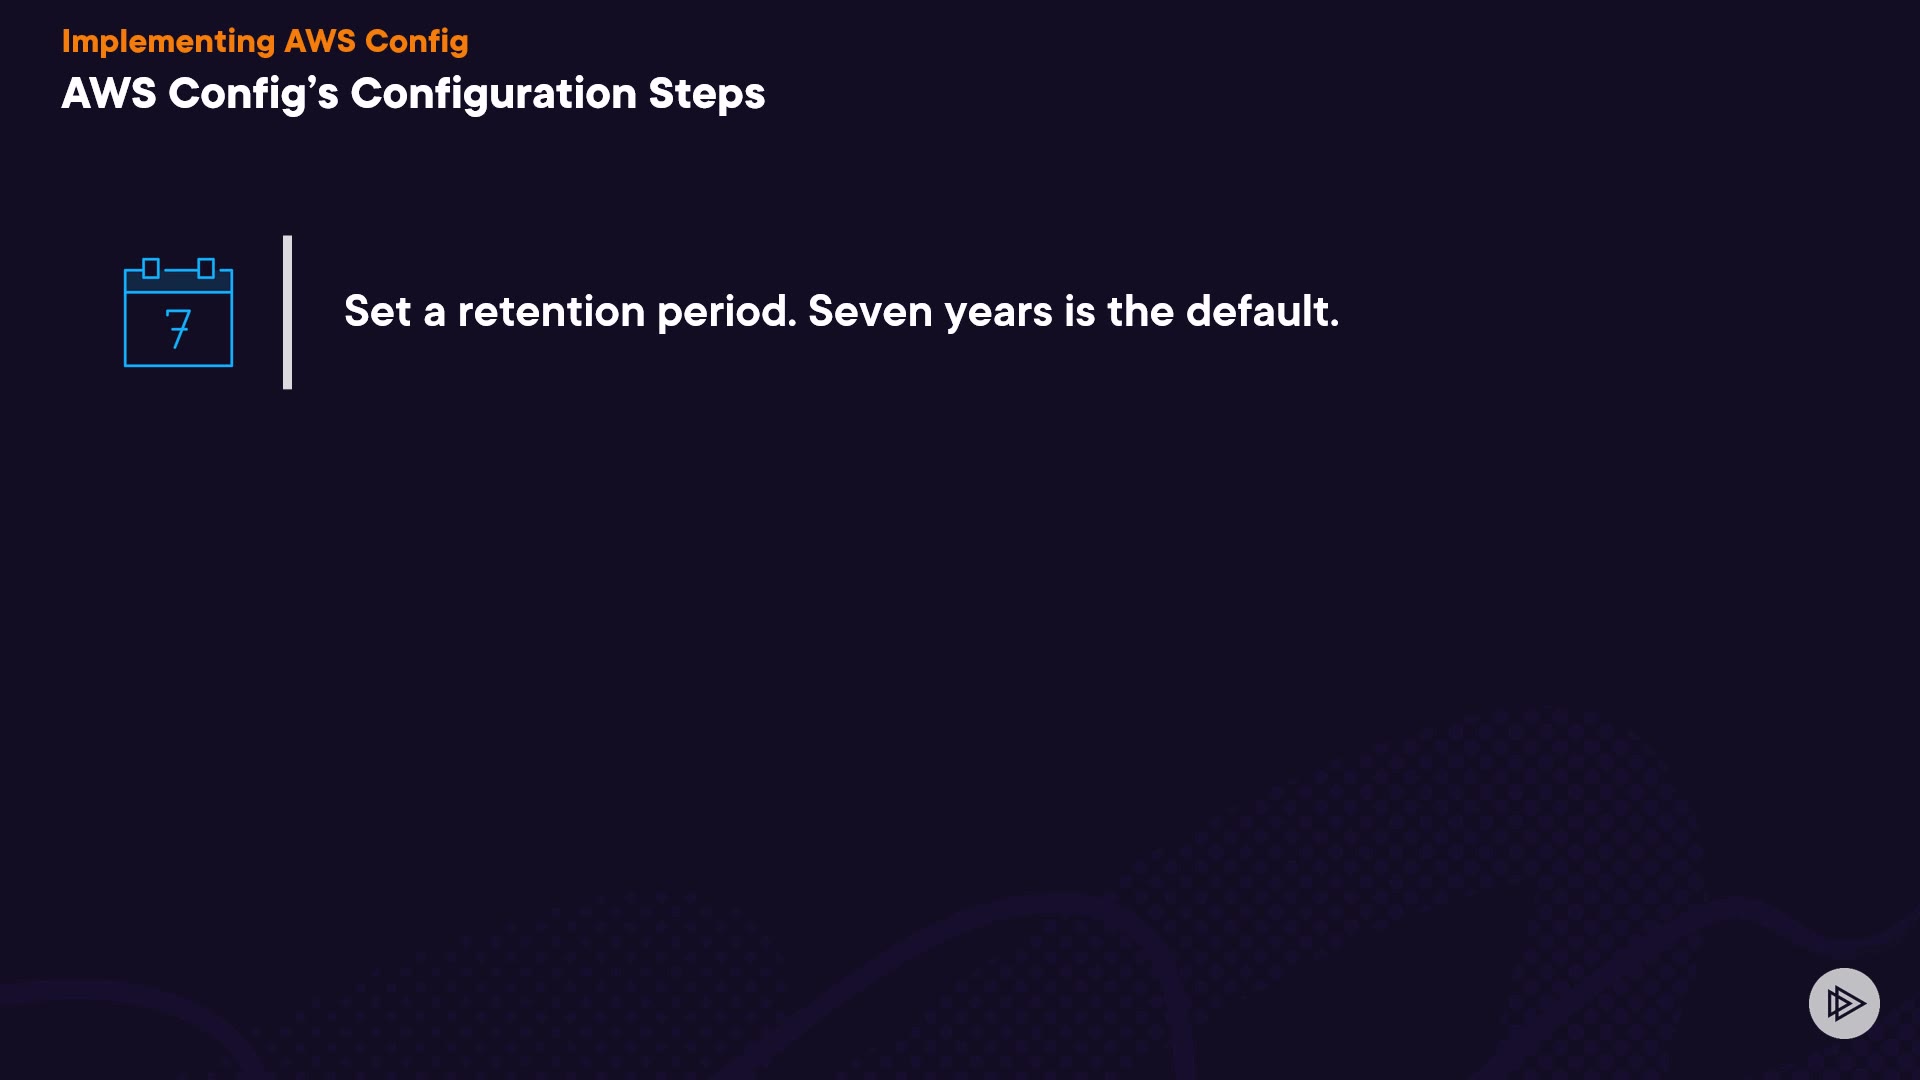 Implementing AWS Config
AWS Config’s Configuration Steps
7
Set a retention period. Seven years is the default.